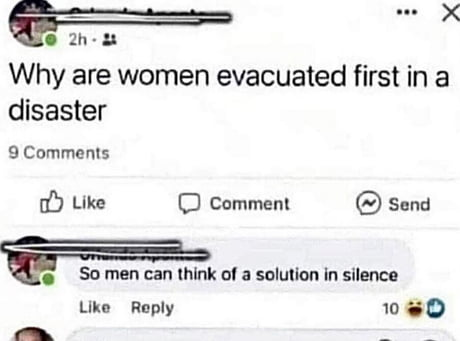 2h
Why are women evacuated first in a
disaster
9 Comments
Like Comment Send
So men can think of a solution in silence
Like Reply 10